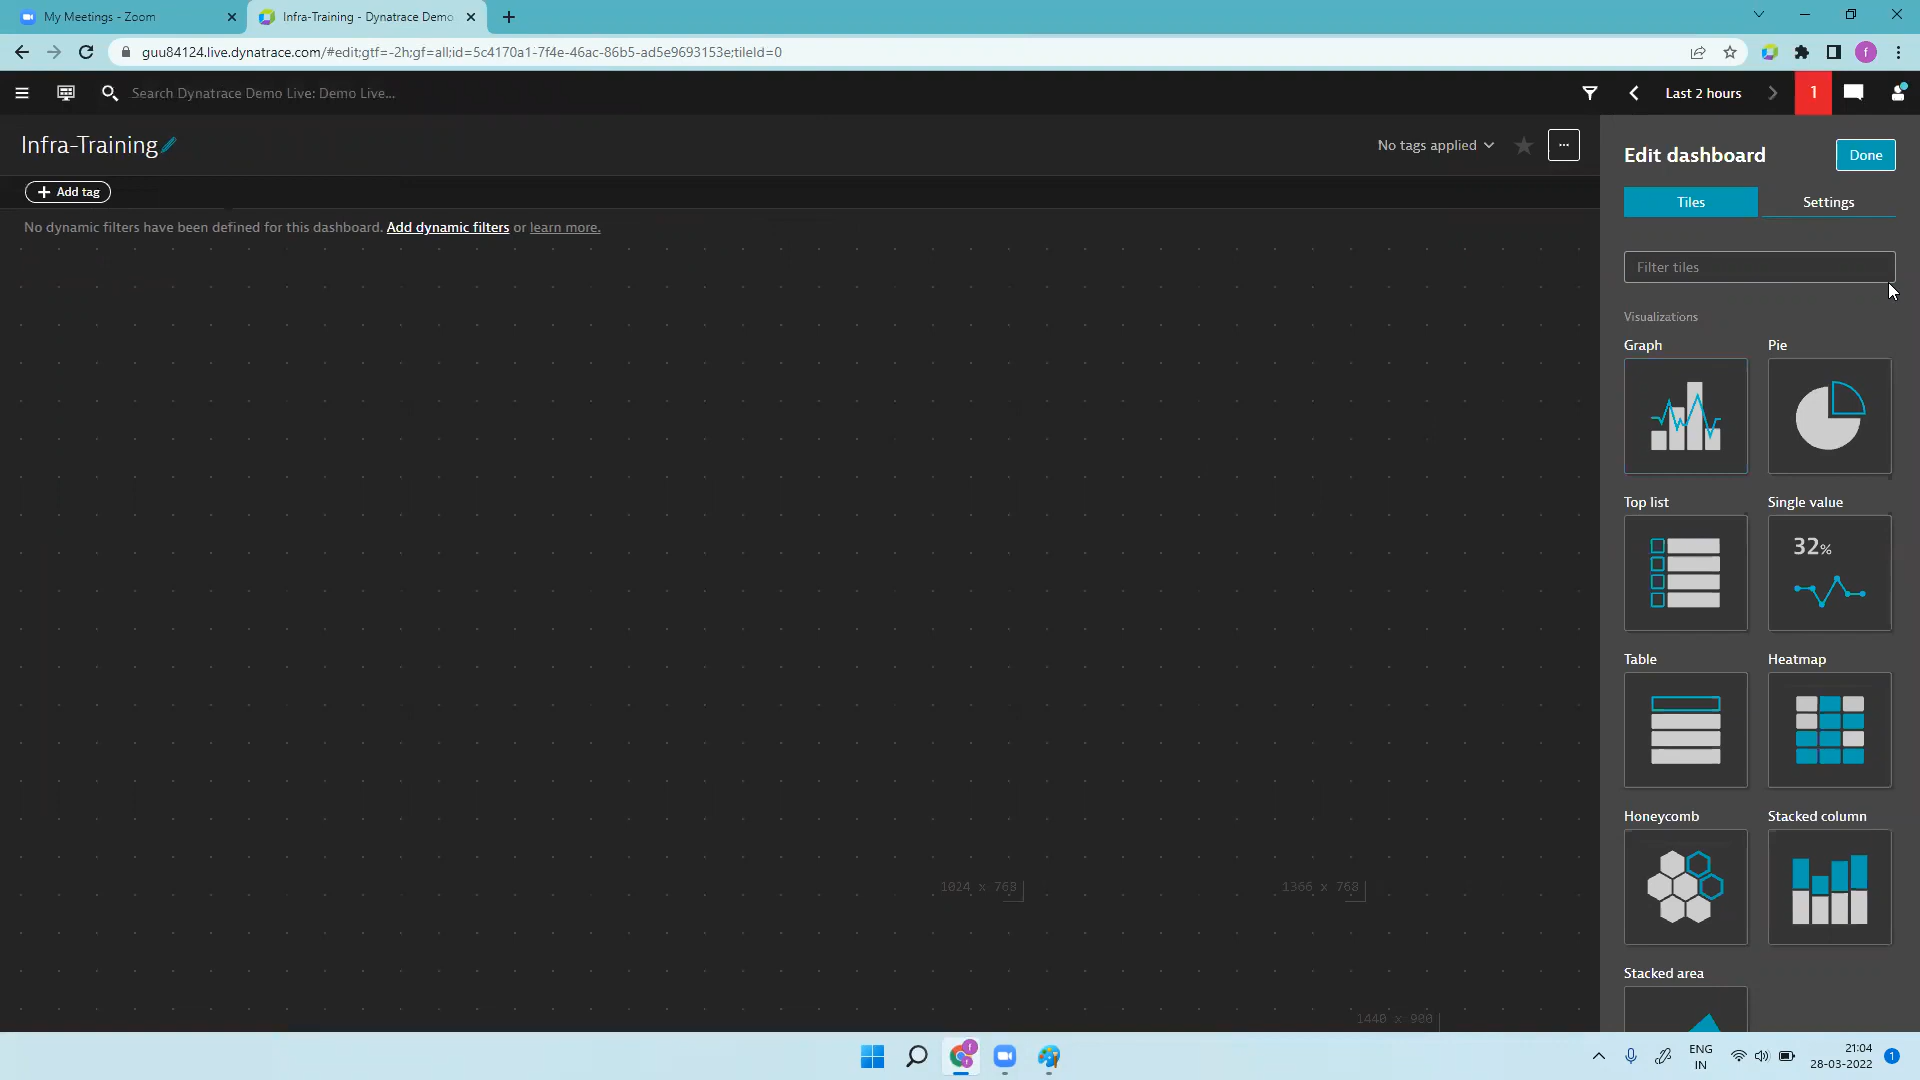 My Meetings - Zoom
Infra-Training - Dynatrace Demo
guu84124.live.dynatrace.com/#edit;gtf=-2h;gf=all;id=5c4170a1-7f4e-46ac-86b5-ad5e9693153e;tileId=0
f
Search Dynatrace Demo Live: Demo Live...
Last 2 hours
1
Infra-Training
No tags applied
...
Edit dashboard
Done
Add tag
Tiles
Settings
No dynamic filters have been defined for this dashboard. Add dynamic filters or learn more.
Filter tiles
Visualizations
Graph
Pie
Top list
Single value
32%
Table
Heatmap
Honeycomb
Stacked column
1024 x 768
1366 x 768
Stacked area
1440 x 900
ENG
IN
21:04
28-03-2022
1